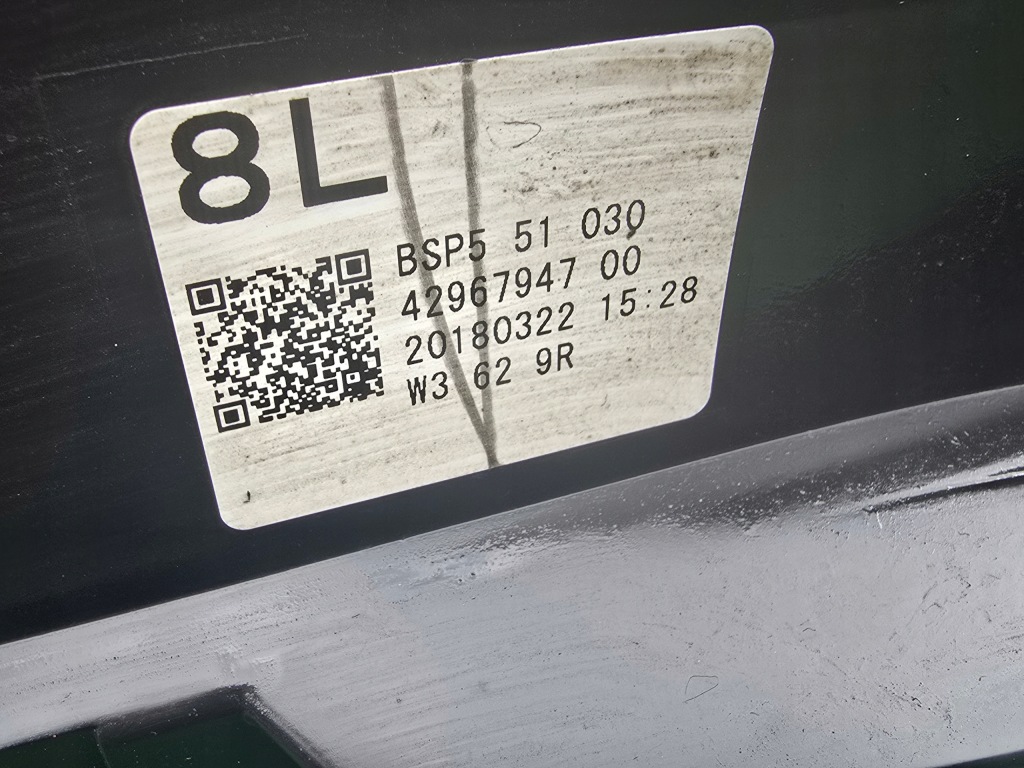 8L
BSP5 51 030
42967947 00
20180322 15:28
W3 62 9R